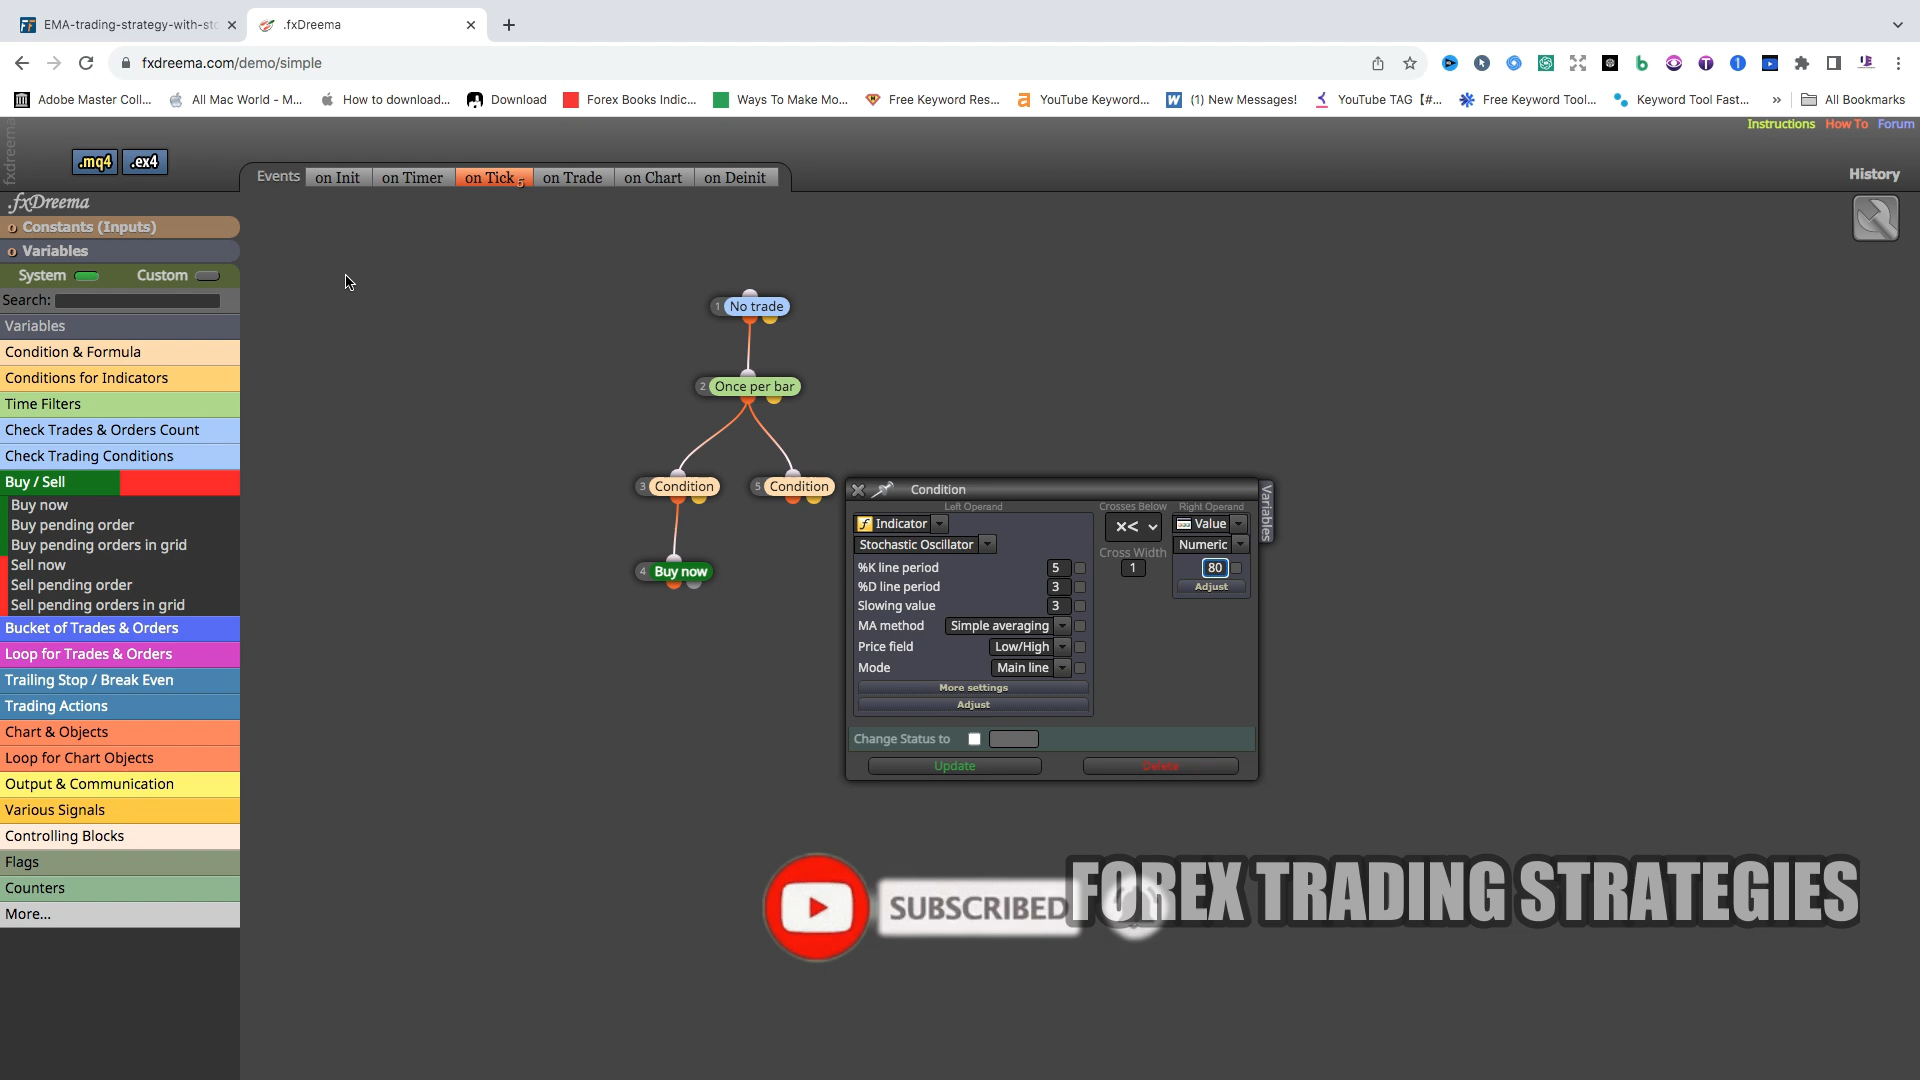 EMA-trading-strategy-with-sto
.fxDreema
fxdreema.com/demo/simple
Adobe Master Coll...
All Mac World - M...
How to download...
Download
Forex Books Indic...
Ways To Make Mo...
Free Keyword Res...
YouTube Keyword...
(1) New Messages!
YouTube TAG【#...
Free Keyword Tool...
Keyword Tool Fast...
»
All Bookmarks
Instructions How To Forum
fxdreema
.mq4 .ex4
Events on Init on Timer on Tick 5 on Trade on Chart on Deinit
History
.fxDreema
Constants (Inputs)
Variables
System Custom
Search:
Variables
Condition & Formula
Conditions for Indicators
Time Filters
Check Trades & Orders Count
Check Trading Conditions
Buy / Sell
Buy now
Buy pending order
Buy pending orders in grid
Sell now
Sell pending order
Sell pending orders in grid
Bucket of Trades & Orders
Loop for Trades & Orders
Trailing Stop / Break Even
Trading Actions
Chart & Objects
Loop for Chart Objects
Output & Communication
Various Signals
Controlling Blocks
Flags
Counters
More...
1 No trade
2 Once per bar
3 Condition
5 Condition
4 Buy now
Condition
Variables
Left Operand Crosses Below Right Operand
Indicator ×< Value
Stochastic Oscillator Numeric
Cross Width
%K line period 5 1 80
%D line period 3 Adjust
Slowing value 3
MA method Simple averaging
Price field Low/High
Mode Main line
More settings
Adjust
Change Status to
Update Delete
SUBSCRIBED
FOREX TRADING STRATEGIES